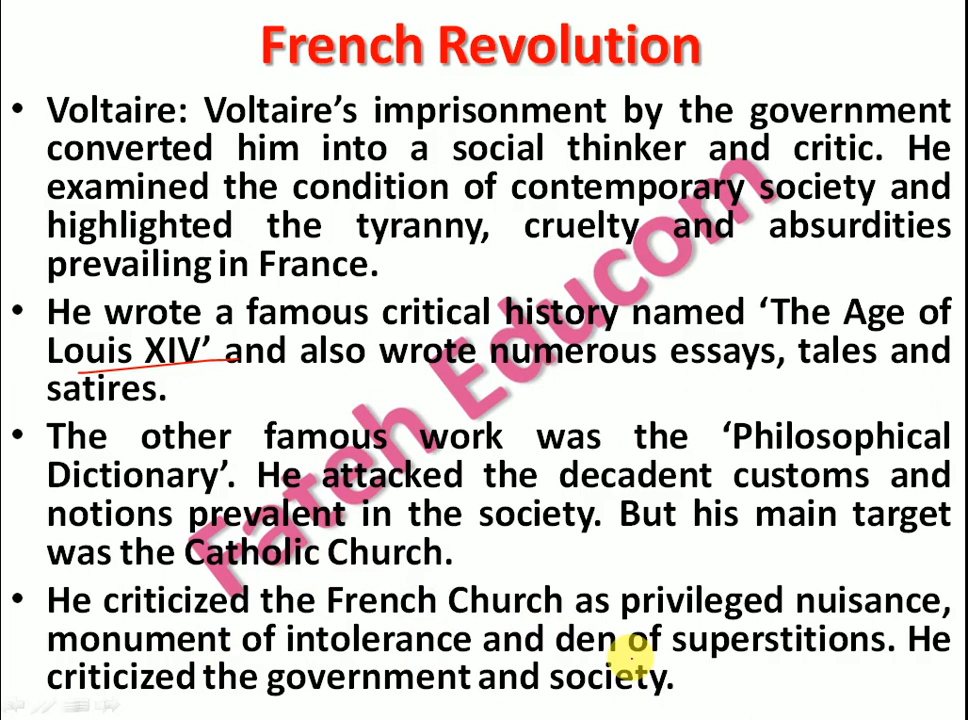 French Revolution
• Voltaire: Voltaire's imprisonment by the government
converted him into a social thinker and critic. He
examined the condition of contemporary society and
highlighted the tyranny, cruelty and absurdities
prevailing in France.
• He wrote a famous critical history named ‘The Age of
Louis XIV’ and also wrote numerous essays, tales and
satires.
• The other famous work was the ‘Philosophical
Dictionary’. He attacked the decadent customs and
notions prevalent in the society. But his main target
was the Catholic Church.
• He criticized the French Church as privileged nuisance,
monument of intolerance and den of superstitions. He
criticized the government and society.
Fateh Educom